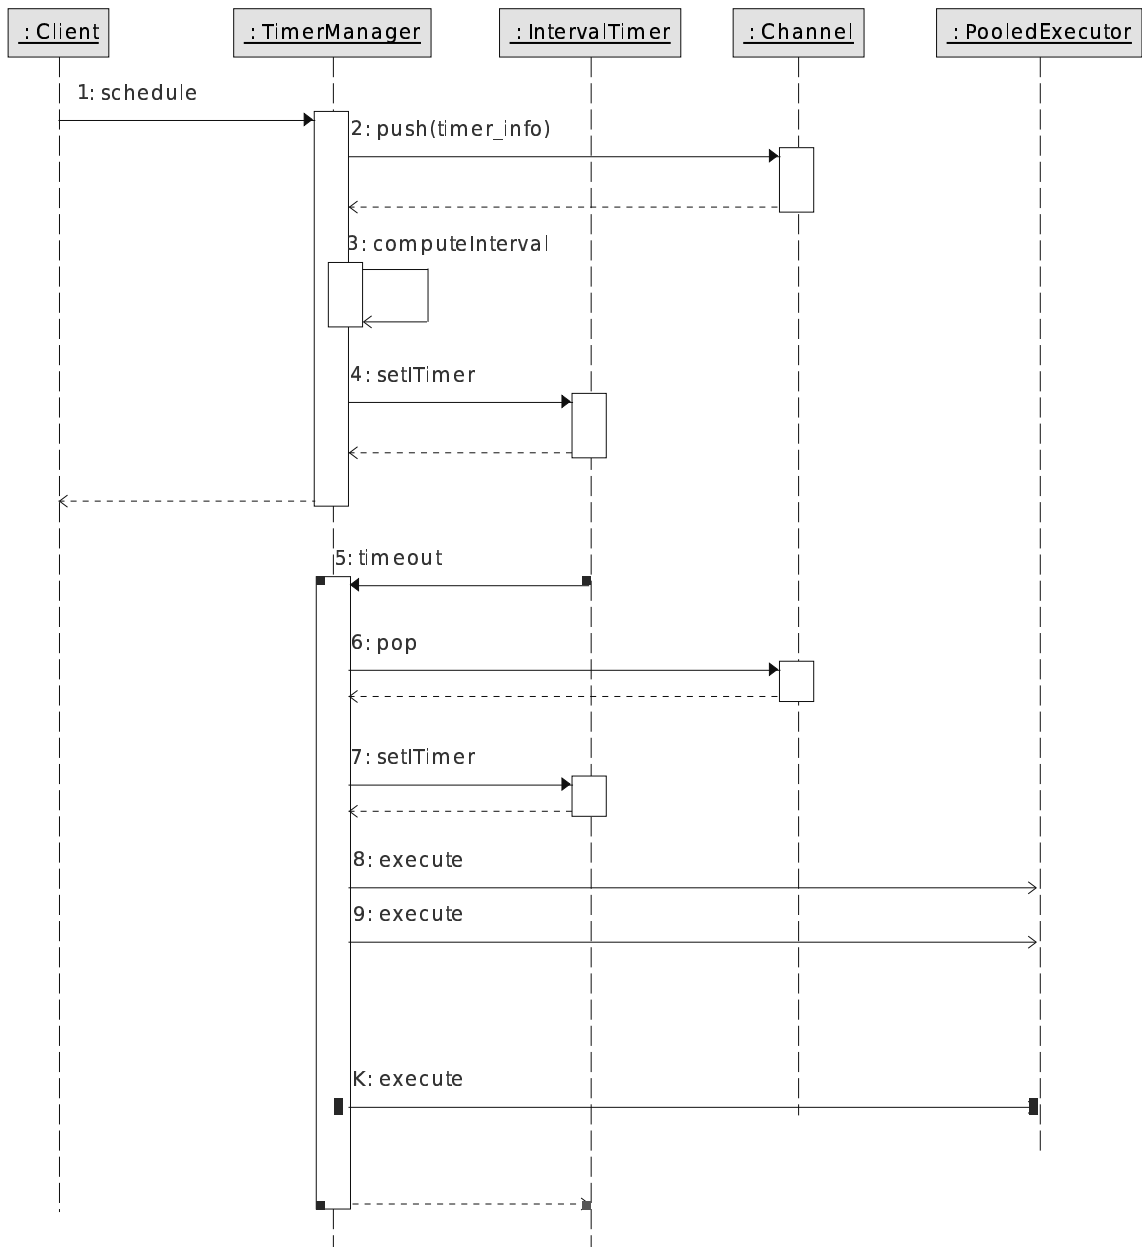 : Client
: TimerManager
: IntervalTimer
: Channel
: PooledExecutor
1: schedule
2: push(timer_info)
3: computeInterval
4: setITimer
5: timeout
6: pop
7: setITimer
8: execute
9: execute
K: execute